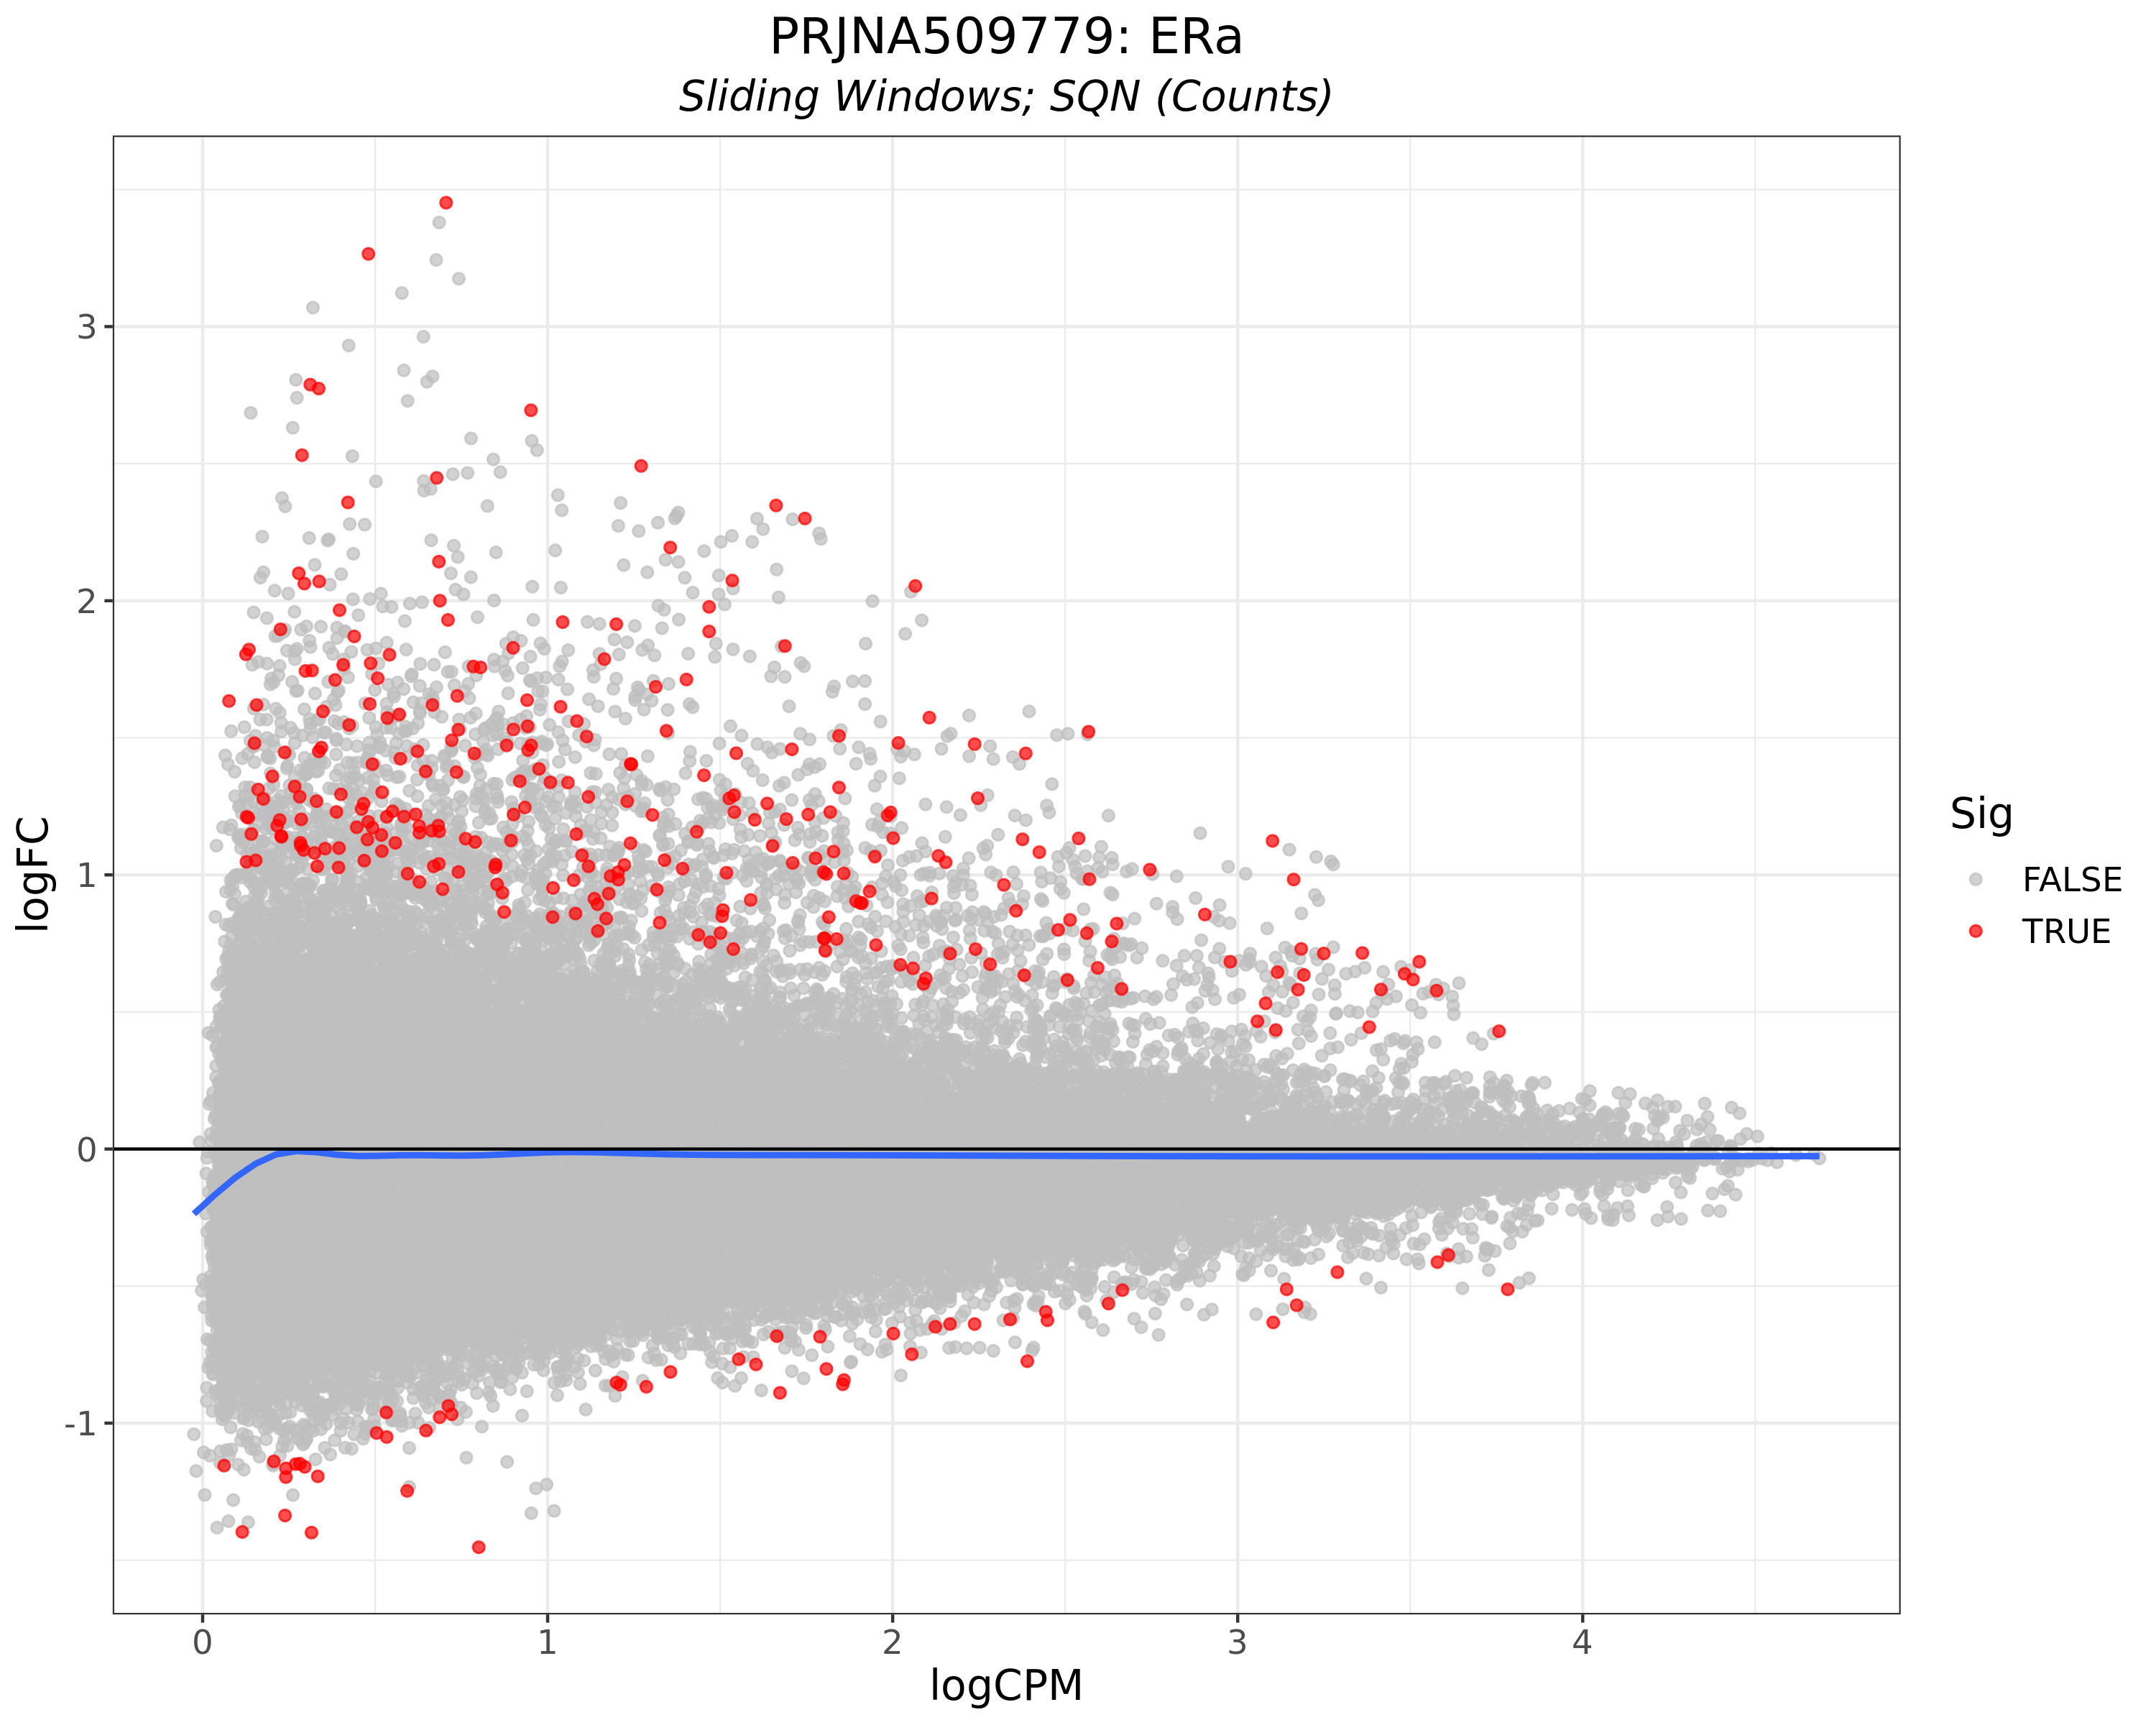 PRJNA509779: ERa
Sliding Windows; SQN (Counts)
logFC
3
2
1
0
-1
0
1
2
3
4
logCPM
Sig
FALSE
TRUE